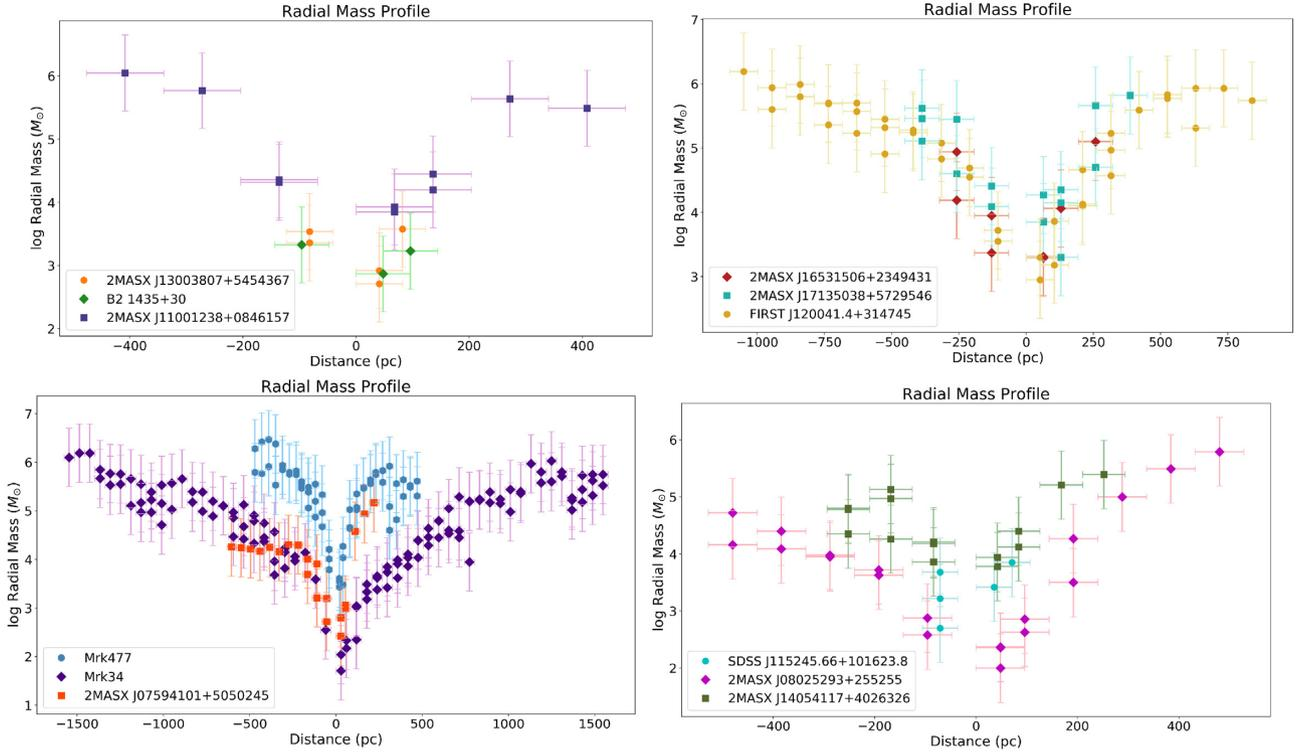 Radial Mass Profile
log Radial Mass (M⊙)
6
5
4
3
2
2MASX J13003807+5454367
B2 1435+30
2MASX J11001238+0846157
−400 −200 0 200 400
Distance (pc)
Radial Mass Profile
log Radial Mass (M⊙)
7
6
5
4
3
2MASX J16531506+2349431
2MASX J17135038+5729546
FIRST J120041.4+314745
−1000 −750 −500 −250 0 250 500 750
Distance (pc)
Radial Mass Profile
log Radial Mass (M⊙)
7
6
5
4
3
2
1
Mrk477
Mrk34
2MASX J07594101+5050245
−1500 −1000 −500 0 500 1000 1500
Distance (pc)
Radial Mass Profile
log Radial Mass (M⊙)
6
5
4
3
2
SDSS J115245.66+101623.8
2MASX J08025293+255255
2MASX J14054117+4026326
−400 −200 0 200 400
Distance (pc)